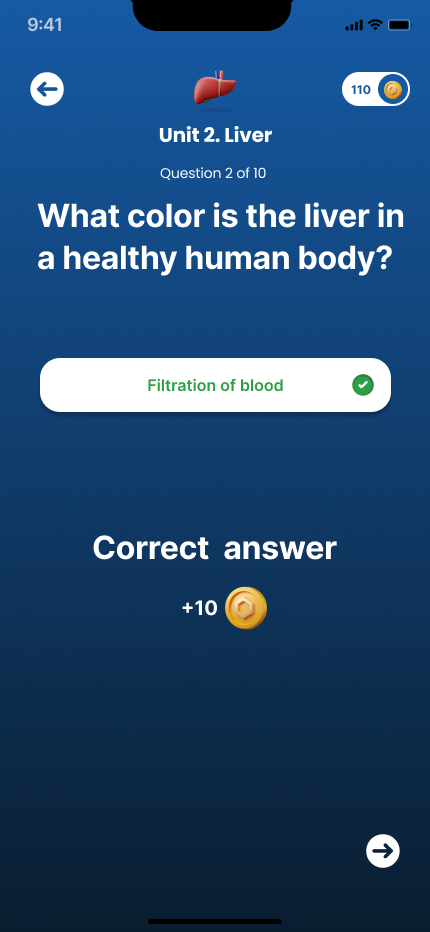 9:41
110
Unit 2. Liver
Question 2 of 10
What color is the liver in
a healthy human body?
Filtration of blood
Correct answer
+10